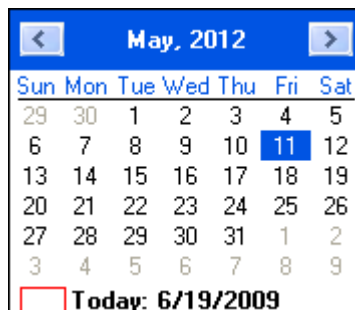 May, 2012
Sun Mon Tue Wed Thu Fri Sat
29 30 1 2 3 4 5
6 7 8 9 10 11 12
13 14 15 16 17 18 19
20 21 22 23 24 25 26
27 28 29 30 31 1 2
3 4 5 6 7 8 9
Today: 6/19/2009